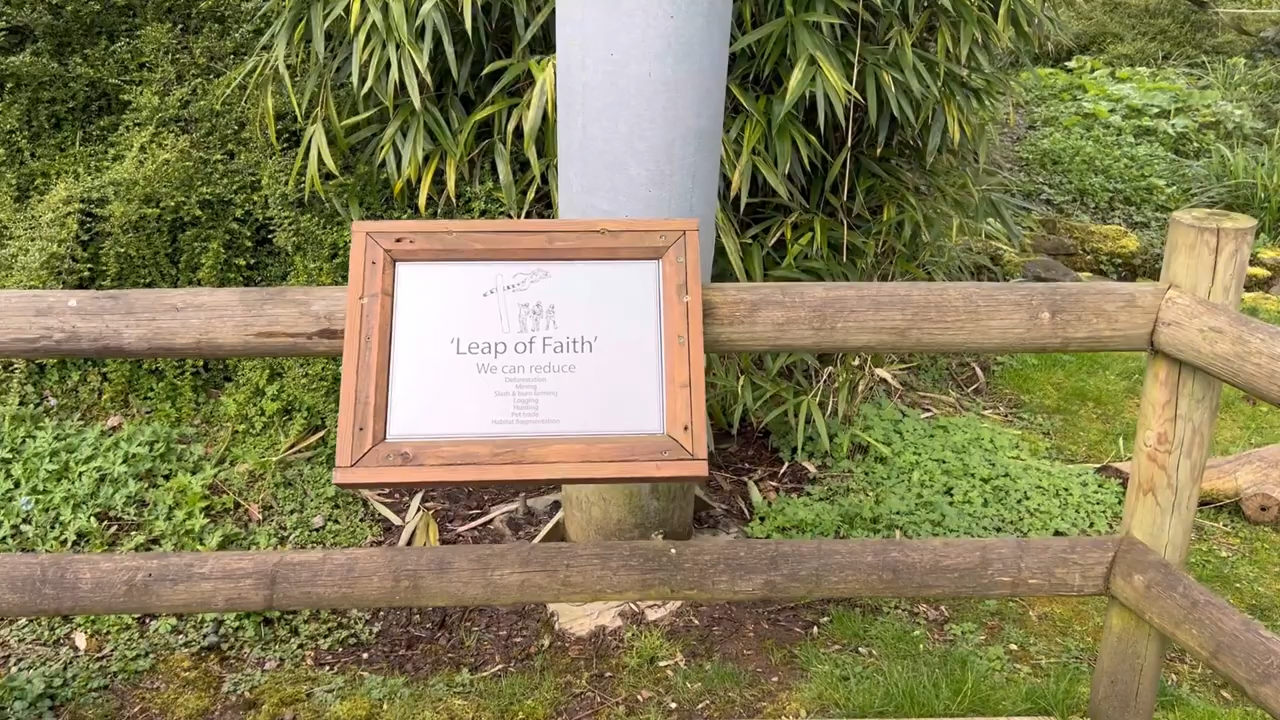 'Leap of Faith'
We can reduce
Deforestation
Mining
Slash & burn farming
Logging
Hunting
Pet trade
Habitat fragmentation